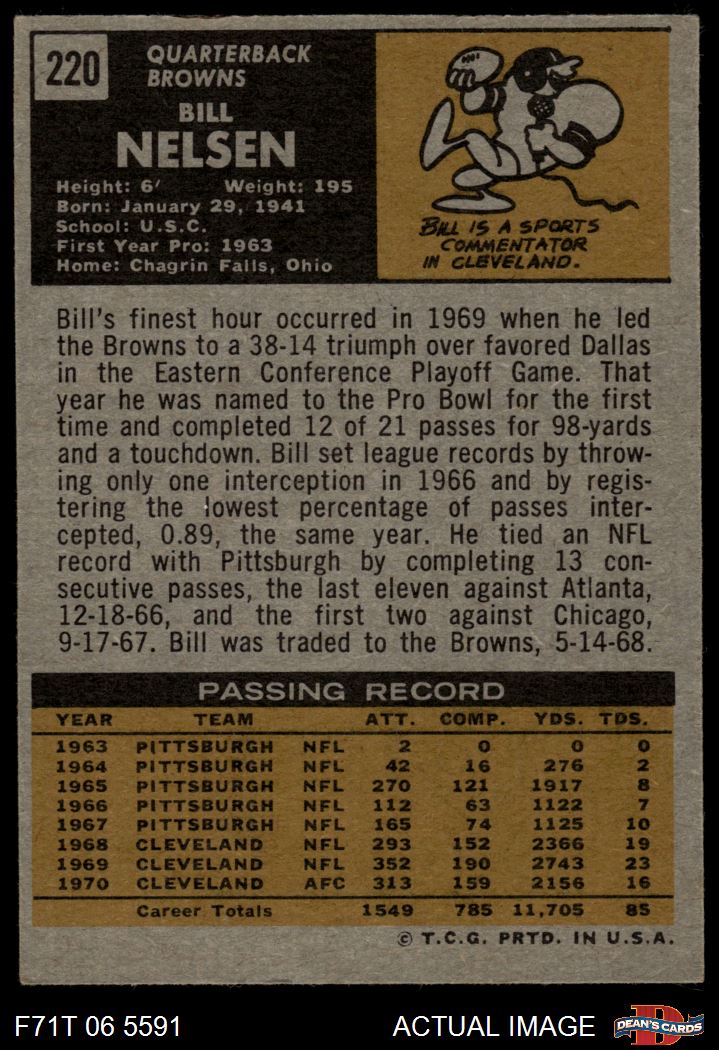 220
QUARTERBACK
BROWNS
BILL
NELSEN
Height: 6' Weight: 195
Born: January 29, 1941
School: U.S.C.
First Year Pro: 1963
Home: Chagrin Falls, Ohio
BILL IS A SPORTS
COMMENTATOR
IN CLEVELAND.
Bill's finest hour occurred in 1969 when he led
the Browns to a 38-14 triumph over favored Dallas
in the Eastern Conference Playoff Game. That
year he was named to the Pro Bowl for the first
time and completed 12 of 21 passes for 98-yards
and a touchdown. Bill set league records by throw-
ing only one interception in 1966 and by regis-
tering the lowest percentage of passes inter-
cepted, 0.89, the same year. He tied an NFL
record with Pittsburgh by completing 13 con-
secutive passes, the last eleven against Atlanta,
12-18-66, and the first two against Chicago,
9-17-67. Bill was traded to the Browns, 5-14-68.
PASSING RECORD
YEAR TEAM ATT. COMP. YDS. TDS.
1963 PITTSBURGH NFL 2 0 0 0
1964 PITTSBURGH NFL 42 16 276 2
1965 PITTSBURGH NFL 270 121 1917 8
1966 PITTSBURGH NFL 112 63 1122 7
1967 PITTSBURGH NFL 165 74 1125 10
1968 CLEVELAND NFL 293 152 2366 19
1969 CLEVELAND NFL 352 190 2743 23
1970 CLEVELAND AFC 313 159 2156 16
Career Totals 1549 785 11,705 85
© T.C.G. PRTD. IN U.S.A.
F71T 06 5591 ACTUAL IMAGE D DEAN'S CARDS